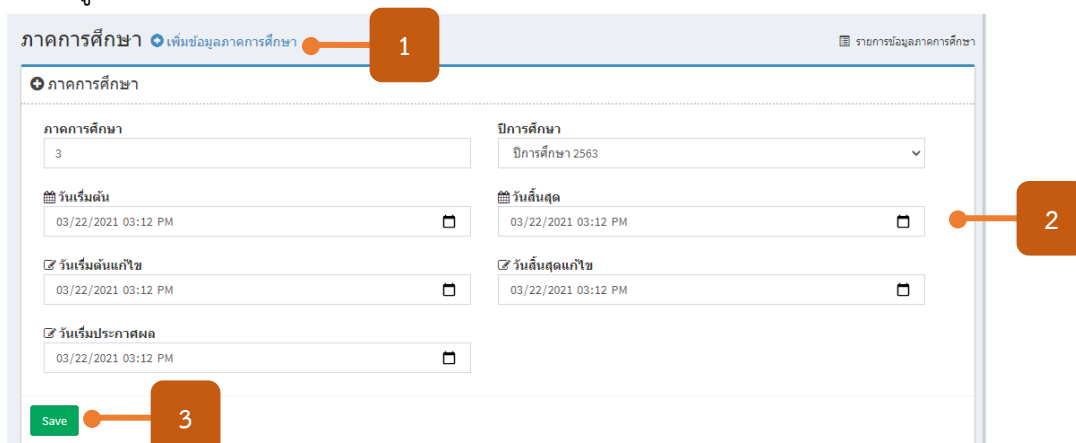 ภาคการศึกษา เพิ่มข้อมูลภาคการศึกษา 1 รายการข้อมูลภาคการศึกษา
ภาคการศึกษา
ภาคการศึกษา ปีการศึกษา
3 ปีการศึกษา 2563
วันเริ่มต้น วันสิ้นสุด
03/22/2021 03:12 PM 03/22/2021 03:12 PM 2
วันเริ่มต้นแก้ไข วันสิ้นสุดแก้ไข
03/22/2021 03:12 PM 03/22/2021 03:12 PM
วันเริ่มประกาศผล
03/22/2021 03:12 PM
Save 3